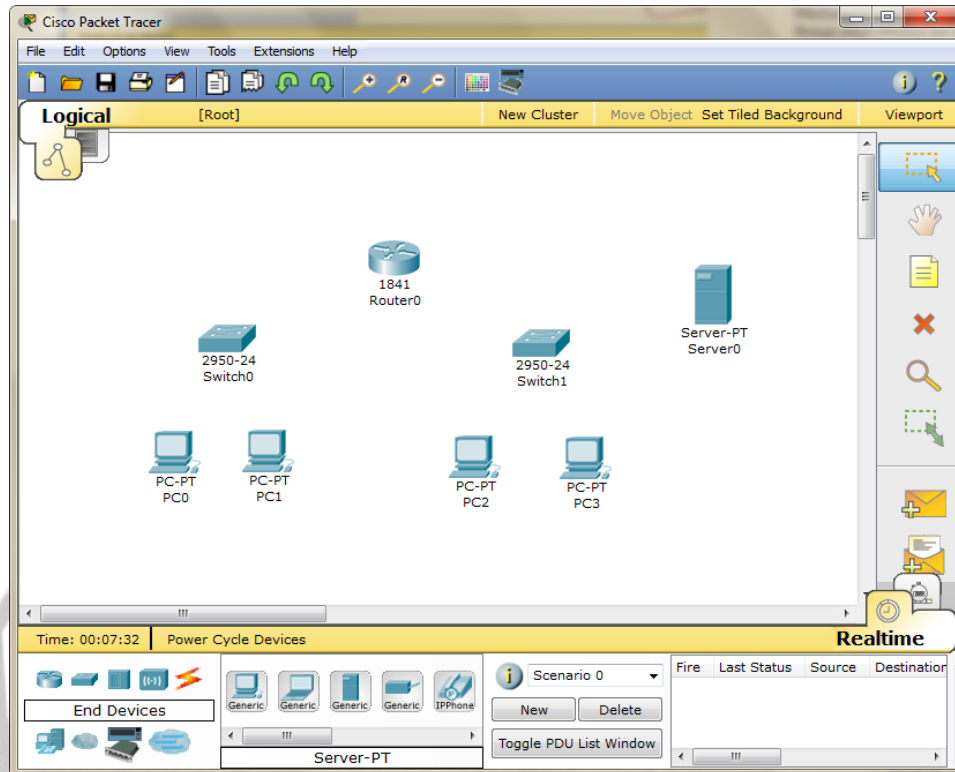 Cisco Packet Tracer
File Edit Options View Tools Extensions Help
Logical [Root] New Cluster Move Object Set Tiled Background Viewport
1841
Router0
Server-PT
Server0
2950-24
Switch0
2950-24
Switch1
PC-PT
PC0
PC-PT
PC1
PC-PT
PC2
PC-PT
PC3
Time: 00:07:32 Power Cycle Devices Realtime
Fire Last Status Source Destination
Scenario 0
Generic Generic Generic Generic IPPhone
End Devices
New Delete
Toggle PDU List Window
Server-PT